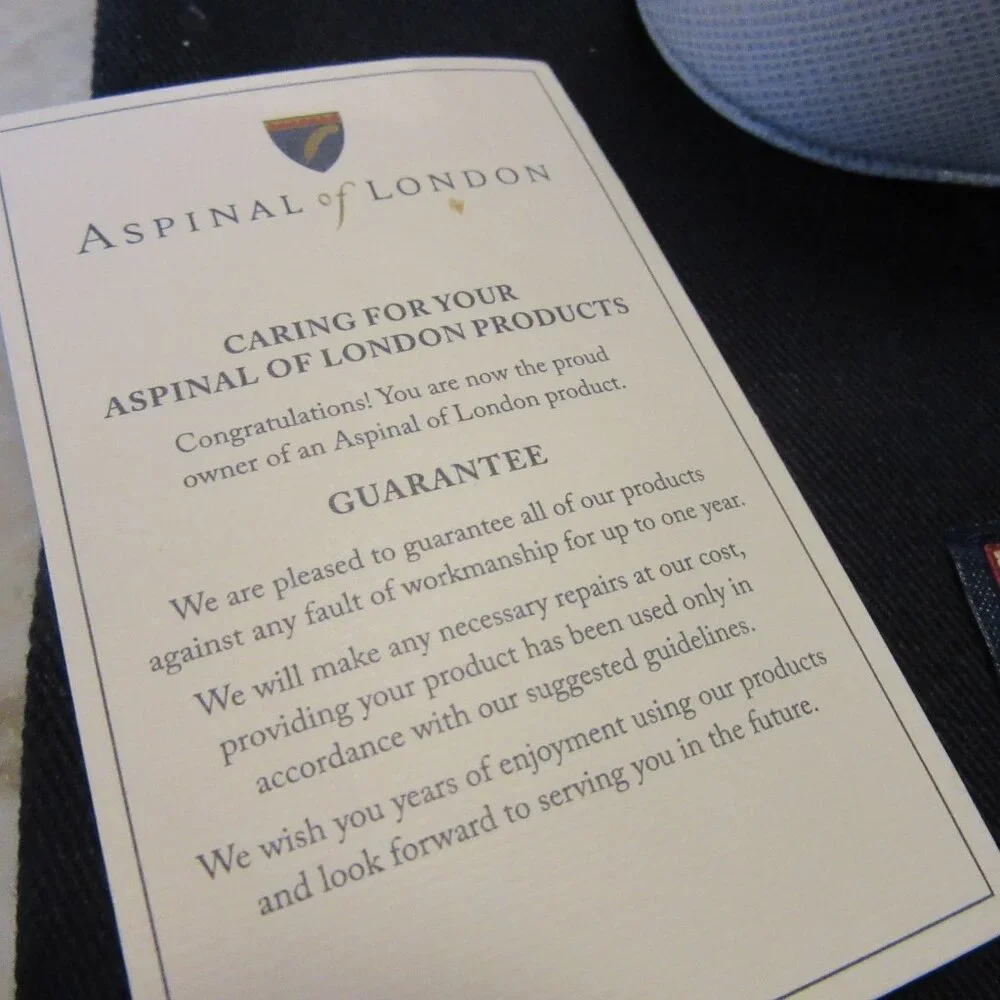 ASPINAL of LONDON
CARING FOR YOUR
ASPINAL OF LONDON PRODUCTS
Congratulations! You are now the proud
owner of an Aspinal of London product.
GUARANTEE
We are pleased to guarantee all of our products
against any fault of workmanship for up to one year.
We will make any necessary repairs at our cost,
providing your product has been used only in
accordance with our suggested guidelines.
We wish you years of enjoyment using our products
and look forward to serving you in the future.